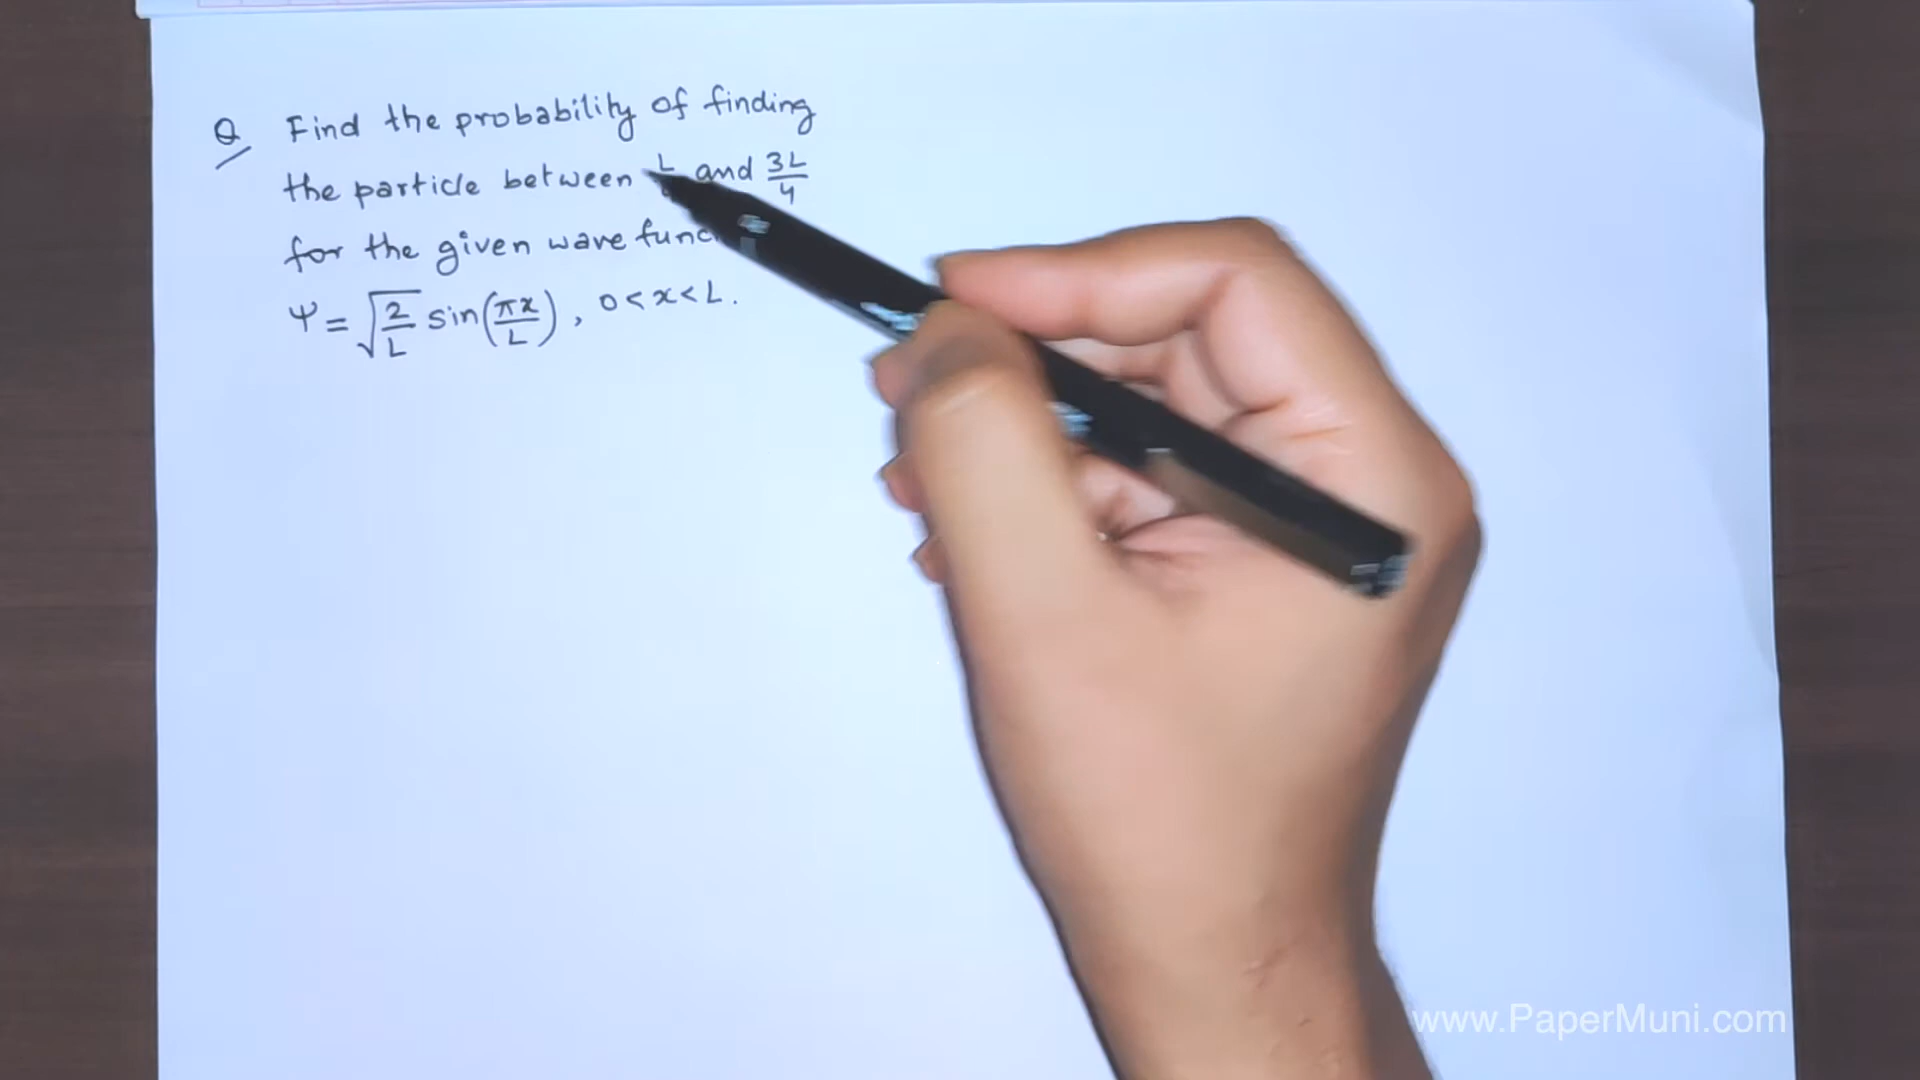 Q Find the probability of finding
the particle between and 3L/4
for the given wave
Ψ = √(2/L) sin(πx/L), 0 < x < L.
www.PaperMuni.com